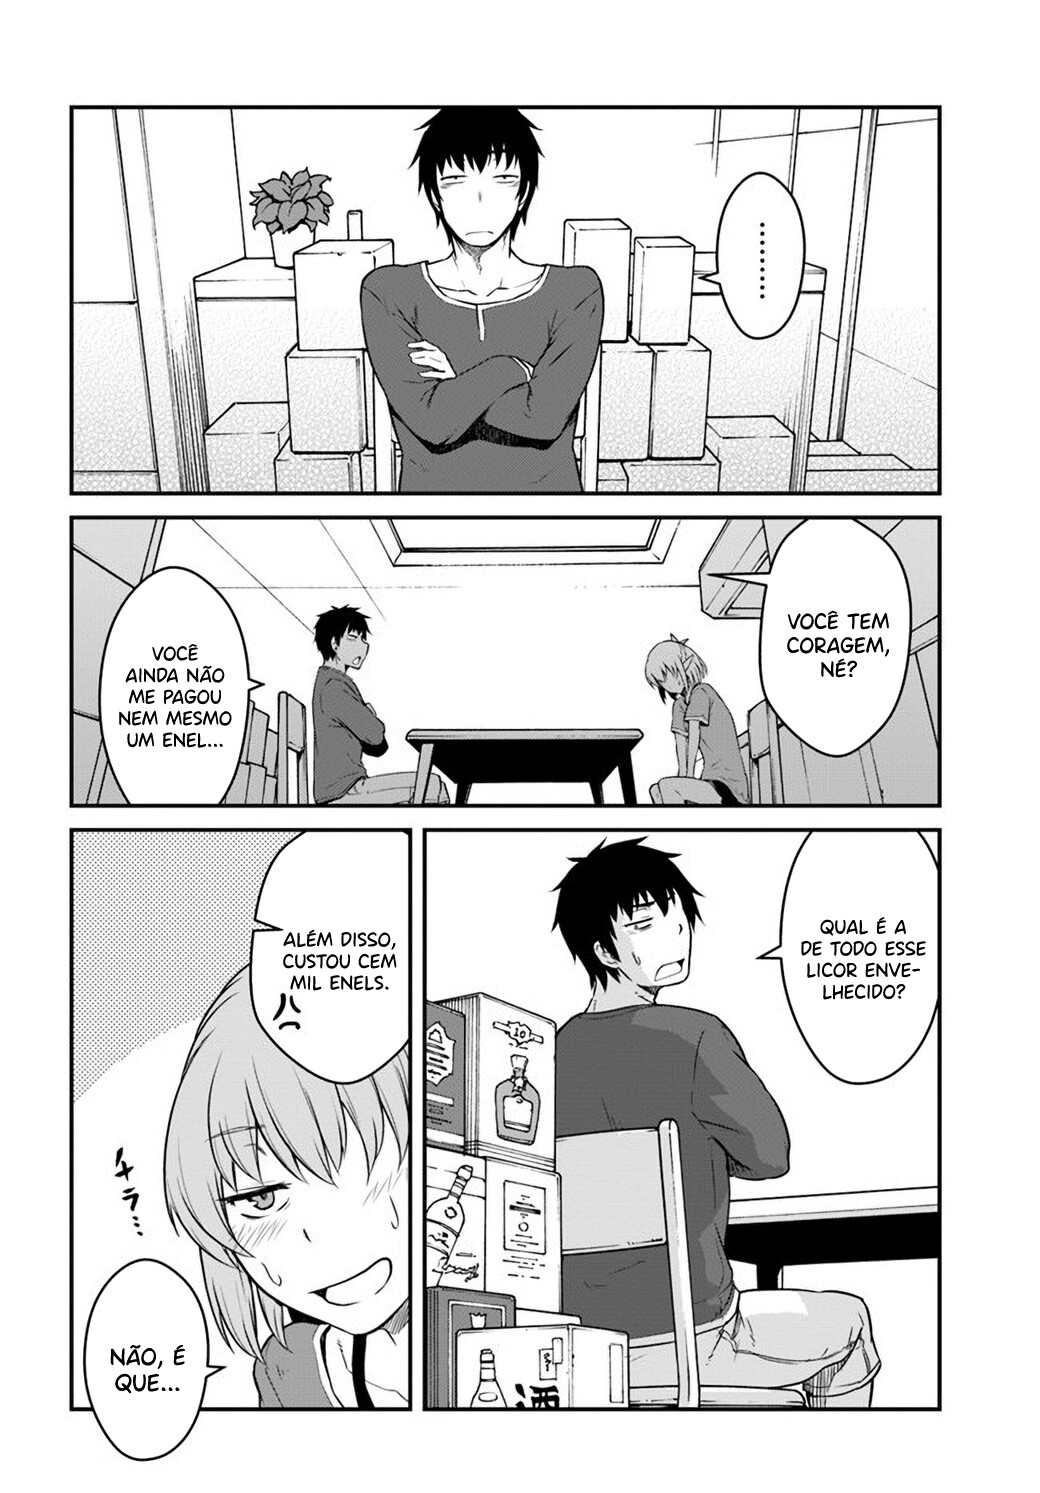 .........
VOCÊ TEM
CORAGEM,
NÉ?
VOCÊ
AINDA NÃO
ME PAGOU
NEM MESMO
UM ENEL...
QUAL É A
DE TODO ESSE
LICOR ENVE-
LHECIDO?
10
酒
ALÉM DISSO,
CUSTOU CEM
MIL ENELS.
チラ…
NÃO, É
QUE...